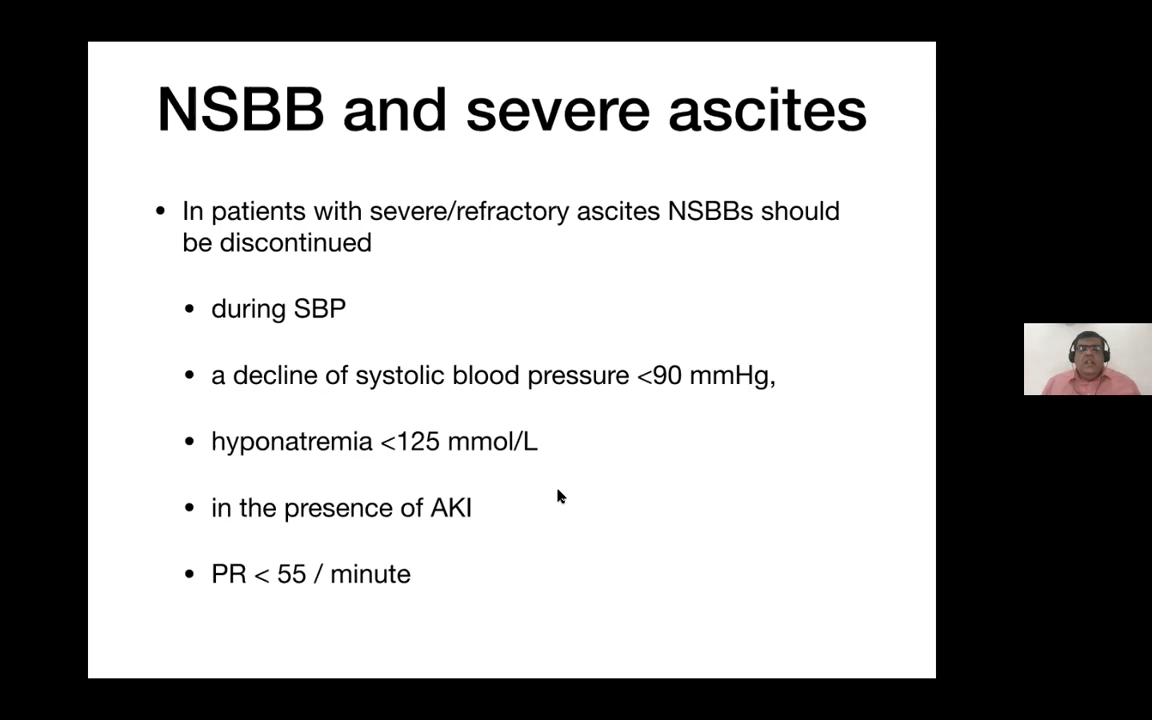 NSBB and severe ascites
• In patients with severe/refractory ascites NSBBs should
be discontinued
• during SBP
• a decline of systolic blood pressure <90 mmHg,
• hyponatremia <125 mmol/L
• in the presence of AKI
• PR < 55 / minute